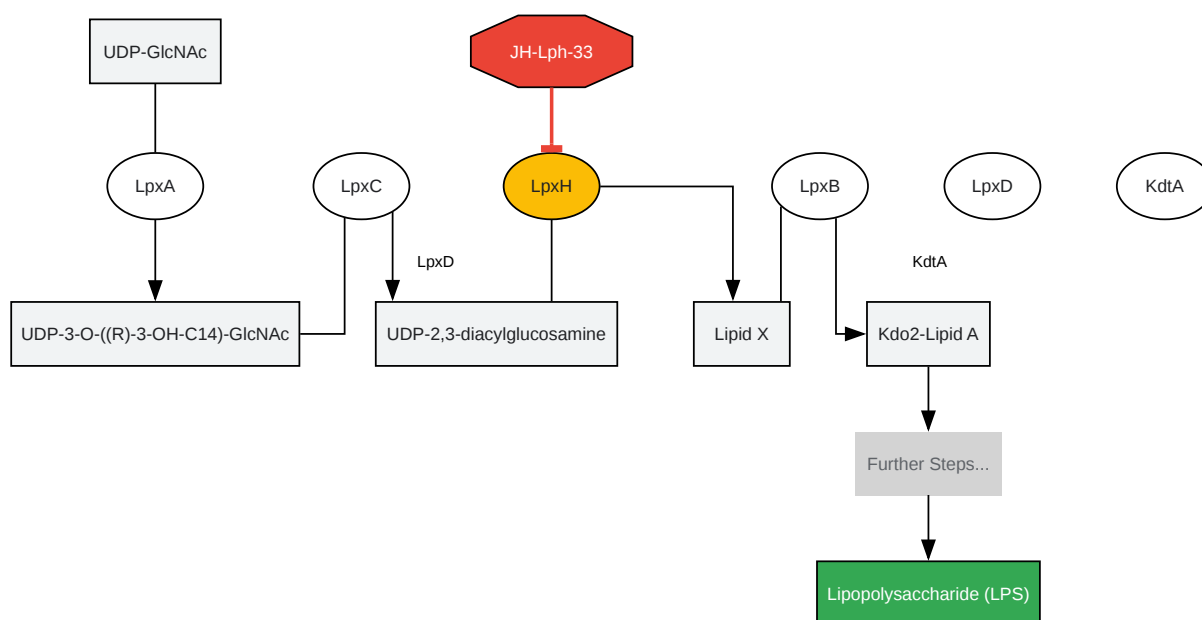 UDP-GlcNAc
JH-Lph-33
LpxA
LpxC
LpxH
LpxB
LpxD
KdtA
LpxD
KdtA
UDP-3-O-((R)-3-OH-C14)-GlcNAc
UDP-2,3-diacylglucosamine
Lipid X
Kdo2-Lipid A
Further Steps...
Lipopolysaccharide (LPS)